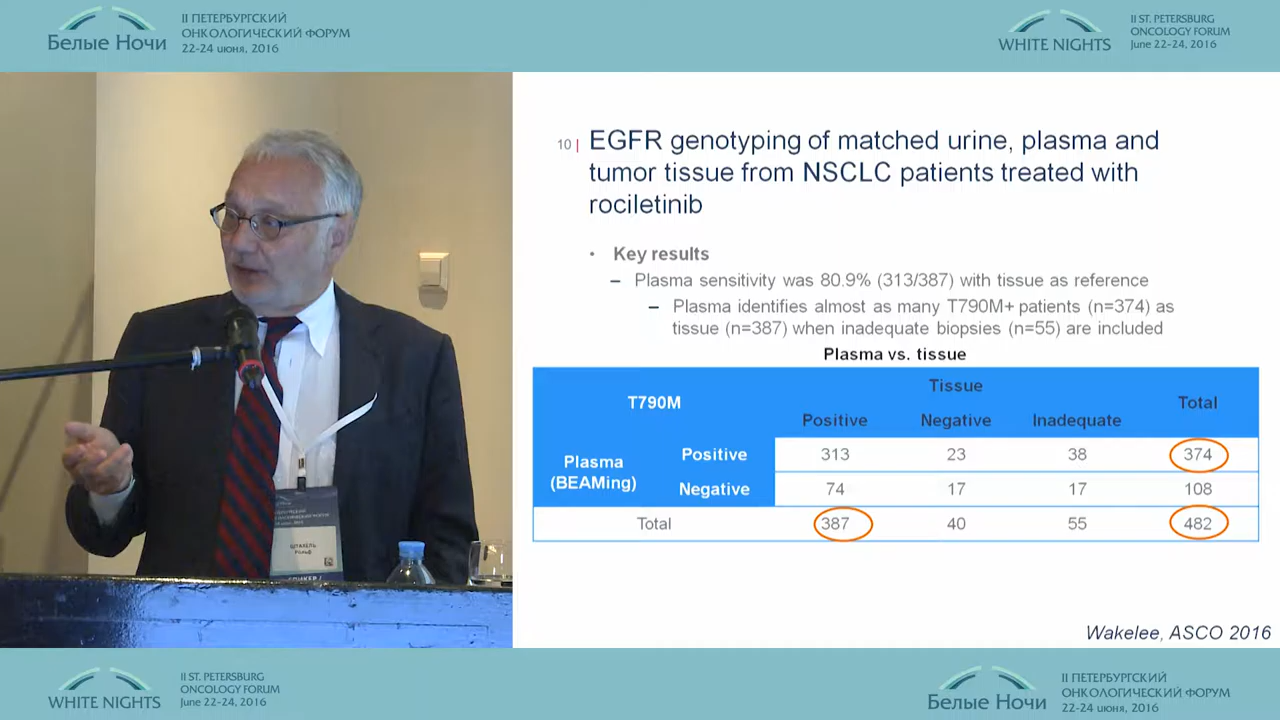 II ПЕТЕРБУРГСКИЙ
ОНКОЛОГИЧЕСКИЙ ФОРУМ
Белые Ночи
22-24 июня, 2016
II ST. PETERSBURG
ONCOLOGY FORUM
WHITE NIGHTS
June 22-24, 2016
10 | EGFR genotyping of matched urine, plasma and
tumor tissue from NSCLC patients treated with
rociletinib
• Key results
– Plasma sensitivity was 80.9% (313/387) with tissue as reference
– Plasma identifies almost as many T790M+ patients (n=374) as
tissue (n=387) when inadequate biopsies (n=55) are included
Plasma vs. tissue
T790M Tissue Total
Positive Negative Inadequate
Plasma (BEAMing) Positive 313 23 38 374
Negative 74 17 17 108
Total 387 40 55 482
Wakelee, ASCO 2016
ШТАХЕЛЬ
РОЛЬФ
СПИКЕР /
II ST. PETERSBURG
ONCOLOGY FORUM
WHITE NIGHTS
June 22-24, 2016
II ПЕТЕРБУРГСКИЙ
ОНКОЛОГИЧЕСКИЙ ФОРУМ
Белые Ночи
22-24 июня, 2016